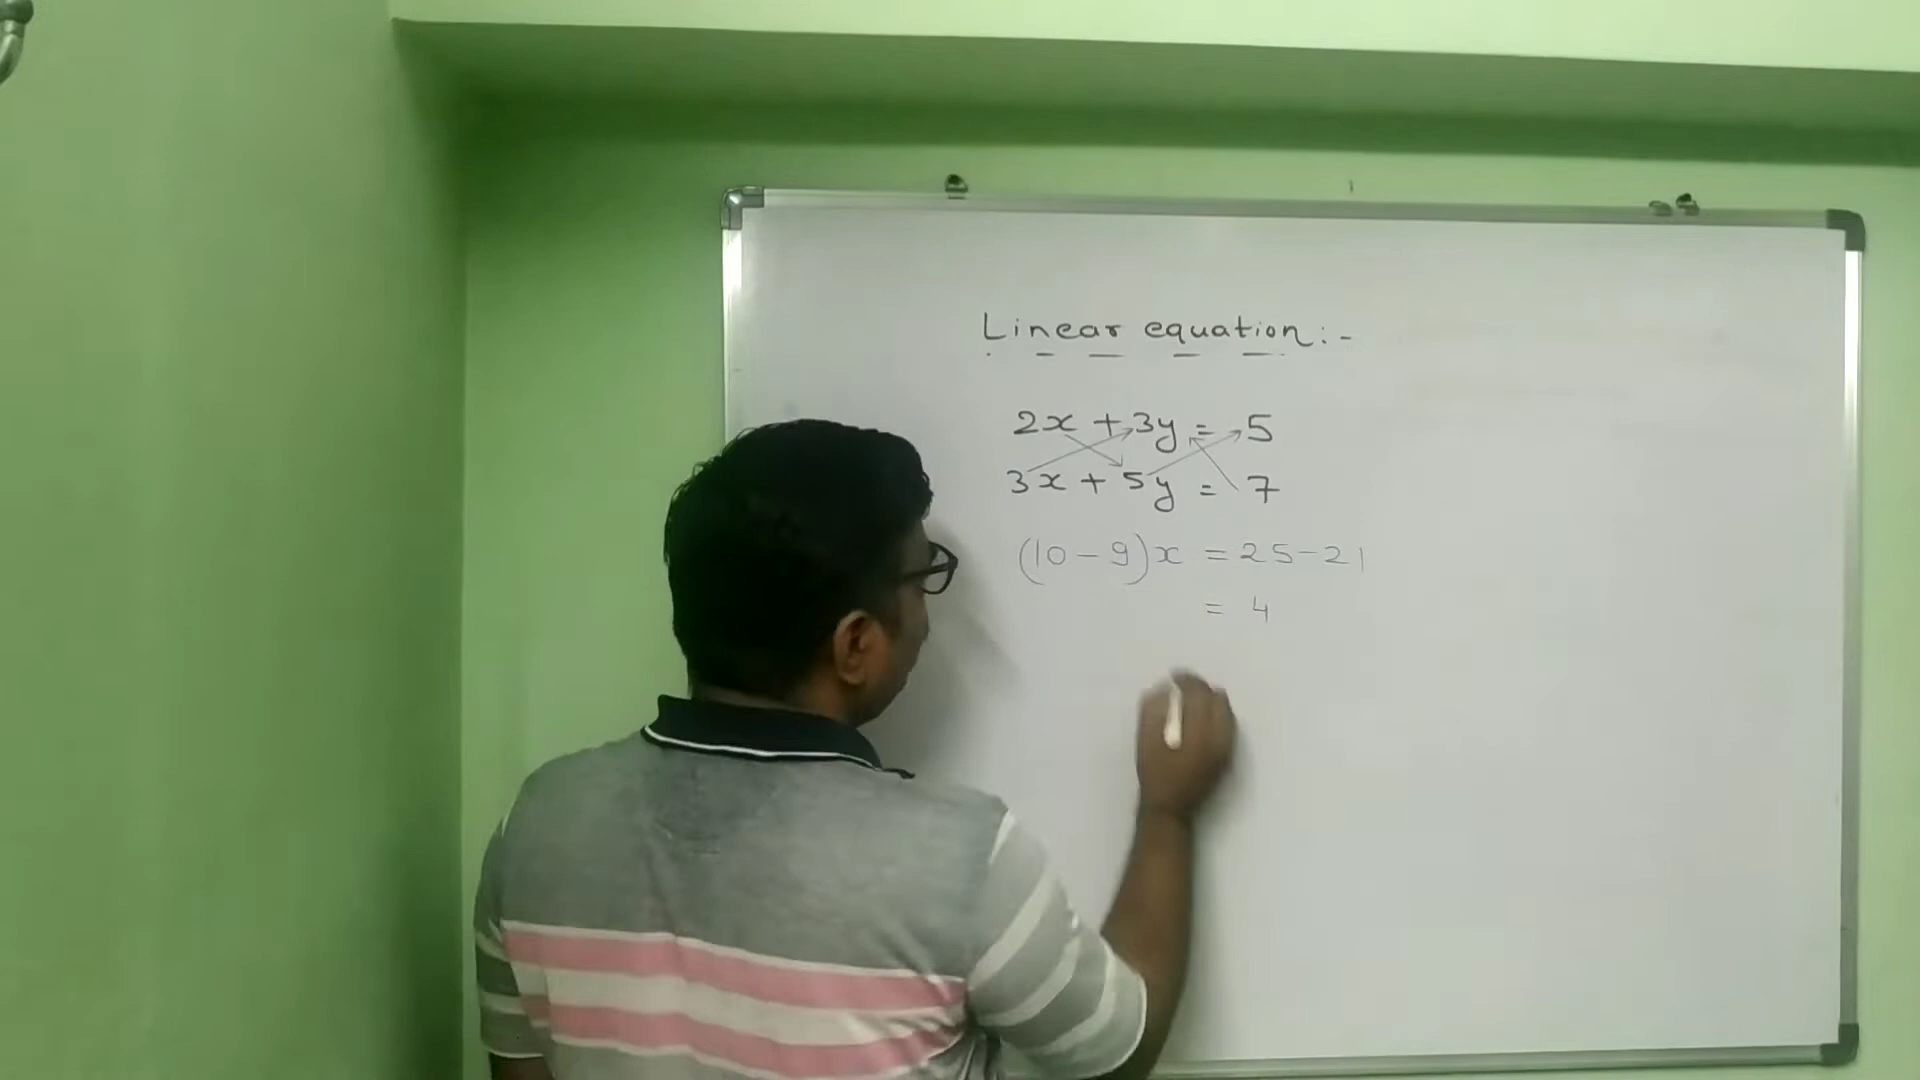 Linear equation:-
2x + 3y = 5
3x + 5y = 7
(10-9)x = 25-21
= 4